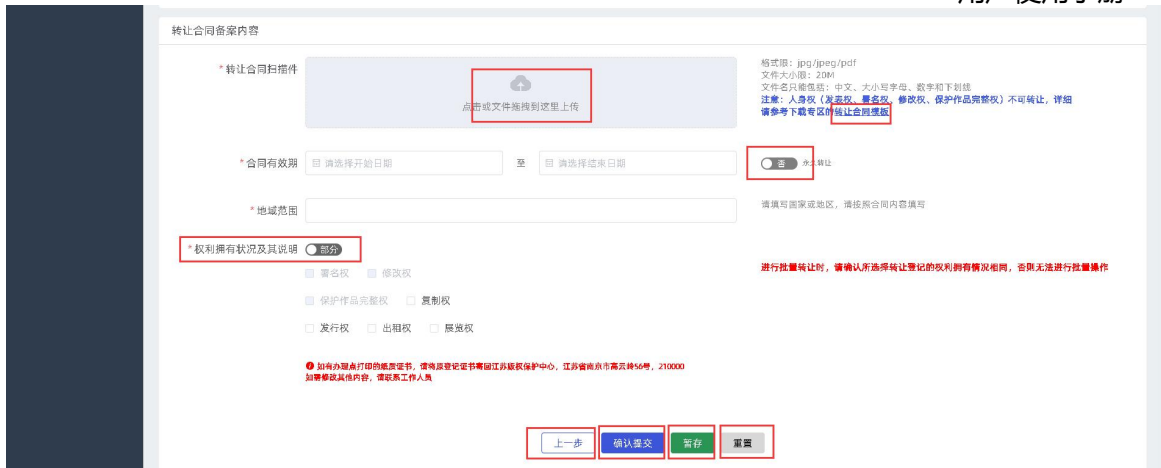 用户使用手册
转让合同备案内容
*转让合同扫描件
点击或文件拖拽到这里上传
格式限：jpg/jpeg/pdf
文件大小限：20M
文件名只能包括：中文、大小写字母、数字和下划线
注意：人身权（发表权、署名权、修改权、保护作品完整权）不可转让，详细
请参考下载专区的转让合同模板
*合同有效期 请选择开始日期 至 请选择结束日期 否 永久转让
*地域范围 请填写国家或地区，请按照合同内容填写
*权利拥有状况及其说明 部分
署名权 修改权 进行批量转让时，请确认所选择转让登记的权利拥有情况相同，否则无法进行批量操作
保护作品完整权 复制权
发行权 出租权 展览权
如有办理点打印的纸质证书，请将原登记证书寄回江苏版权保护中心，江苏省南京市高云岭56号，210000
如需修改其他内容，请联系工作人员
上一步 确认提交 暂存 重置